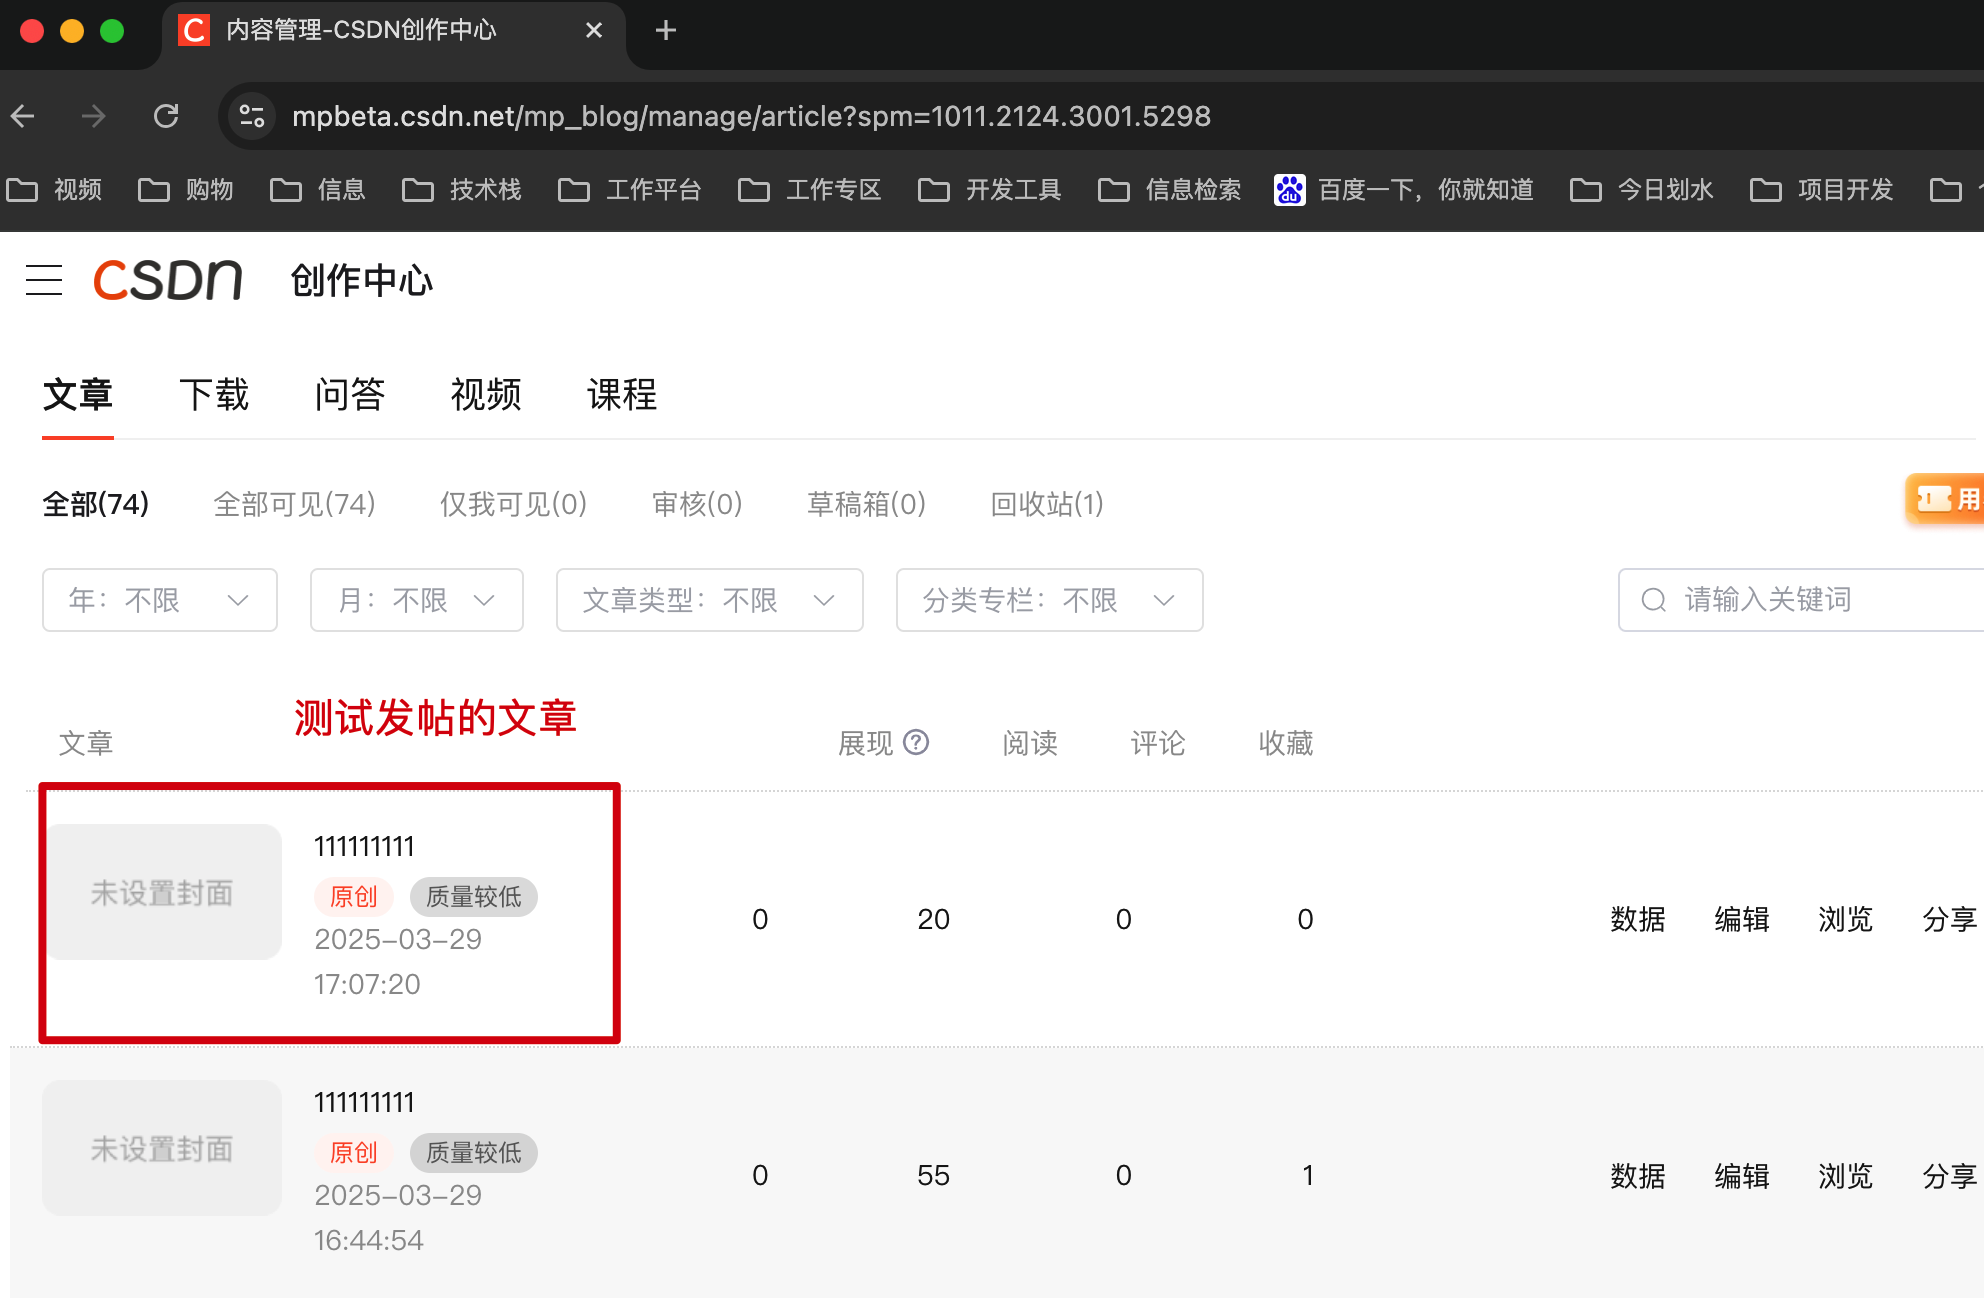 内容管理-CSDN创作中心
mpbeta.csdn.net/mp_blog/manage/article?spm=1011.2124.3001.5298
视频 购物 信息 技术栈 工作平台 工作专区 开发工具 信息检索 百度一下，你就知道 今日划水 项目开发
CSDN 创作中心
文章 下载 问答 视频 课程
全部(74) 全部可见(74) 仅我可见(0) 审核(0) 草稿箱(0) 回收站(1) 用
年：不限 月：不限 文章类型：不限 分类专栏：不限 请输入关键词
测试发帖的文章
文章 展现 阅读 评论 收藏
未设置封面
111111111
原创 质量较低
2025-03-29
17:07:20
0 20 0 0 数据 编辑 浏览 分享
未设置封面
111111111
原创 质量较低
2025-03-29
16:44:54
0 55 0 1 数据 编辑 浏览 分享